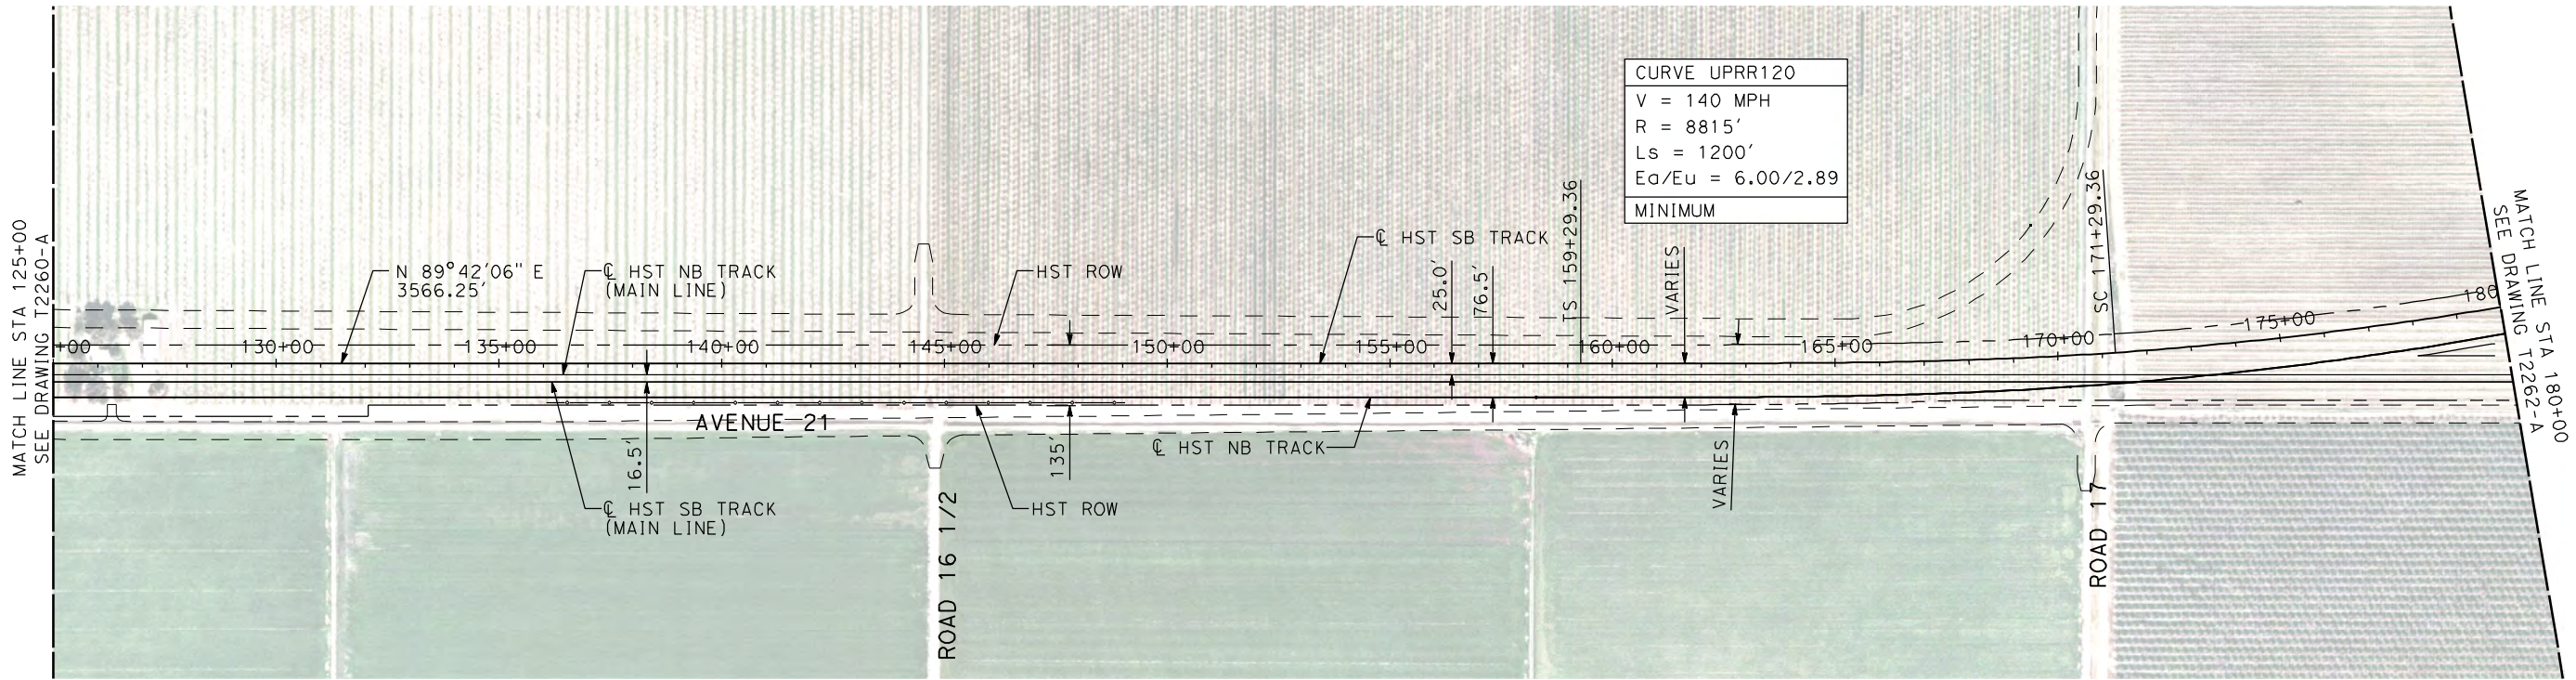 MATCH LINE STA 125+00
SEE DRAWING T2260-A
N 89°42'06" E
3566.25'
℄ HST NB TRACK
(MAIN LINE)
HST ROW
℄ HST SB TRACK
25.0'
76.5'
TS 159+29.36
VARIES
CURVE UPRR120
V = 140 MPH
R = 8815'
Ls = 1200'
Ea/Eu = 6.00/2.89
MINIMUM
SC 171+29.36
MATCH LINE STA 180+00
SEE DRAWING T2262-A
+00
130+00
135+00
140+00
145+00
150+00
155+00
160+00
165+00
170+00
175+00
180
AVENUE 21
16.5'
135'
℄ HST NB TRACK
VARIES
℄ HST SB TRACK
(MAIN LINE)
HST ROW
ROAD 16 1/2
ROAD 17